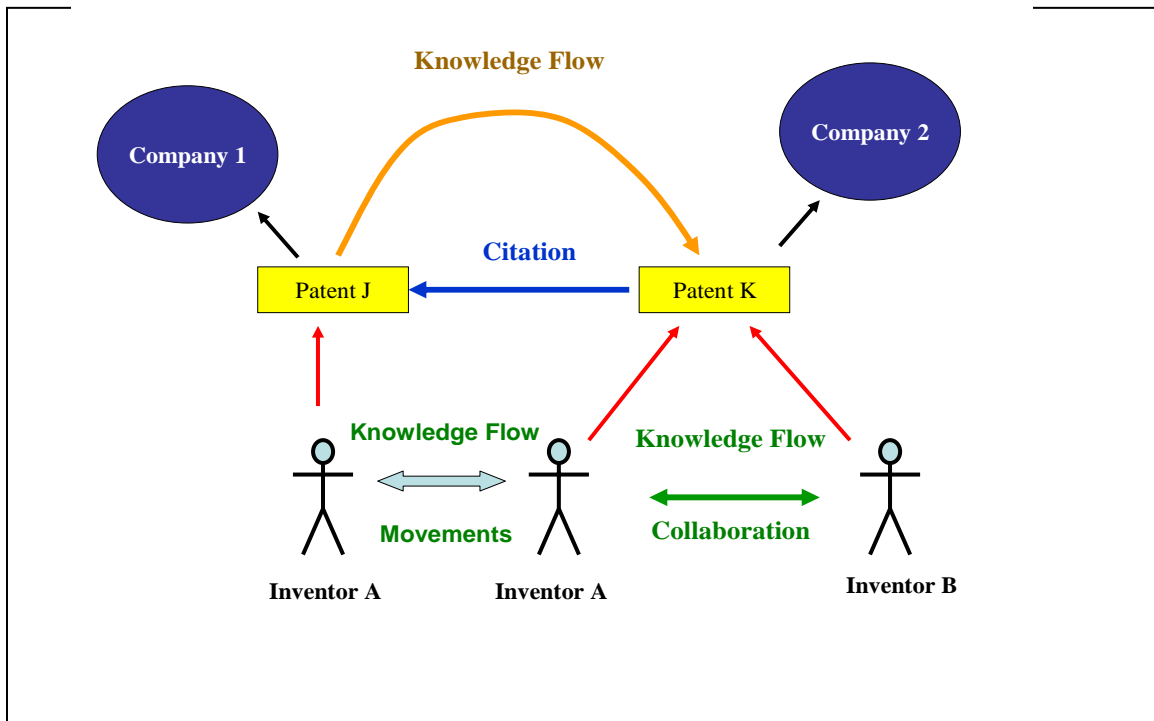 Knowledge Flow
Company 1
Company 2
Citation
Patent J
Patent K
Knowledge Flow
Knowledge Flow
Movements
Collaboration
Inventor A
Inventor A
Inventor B